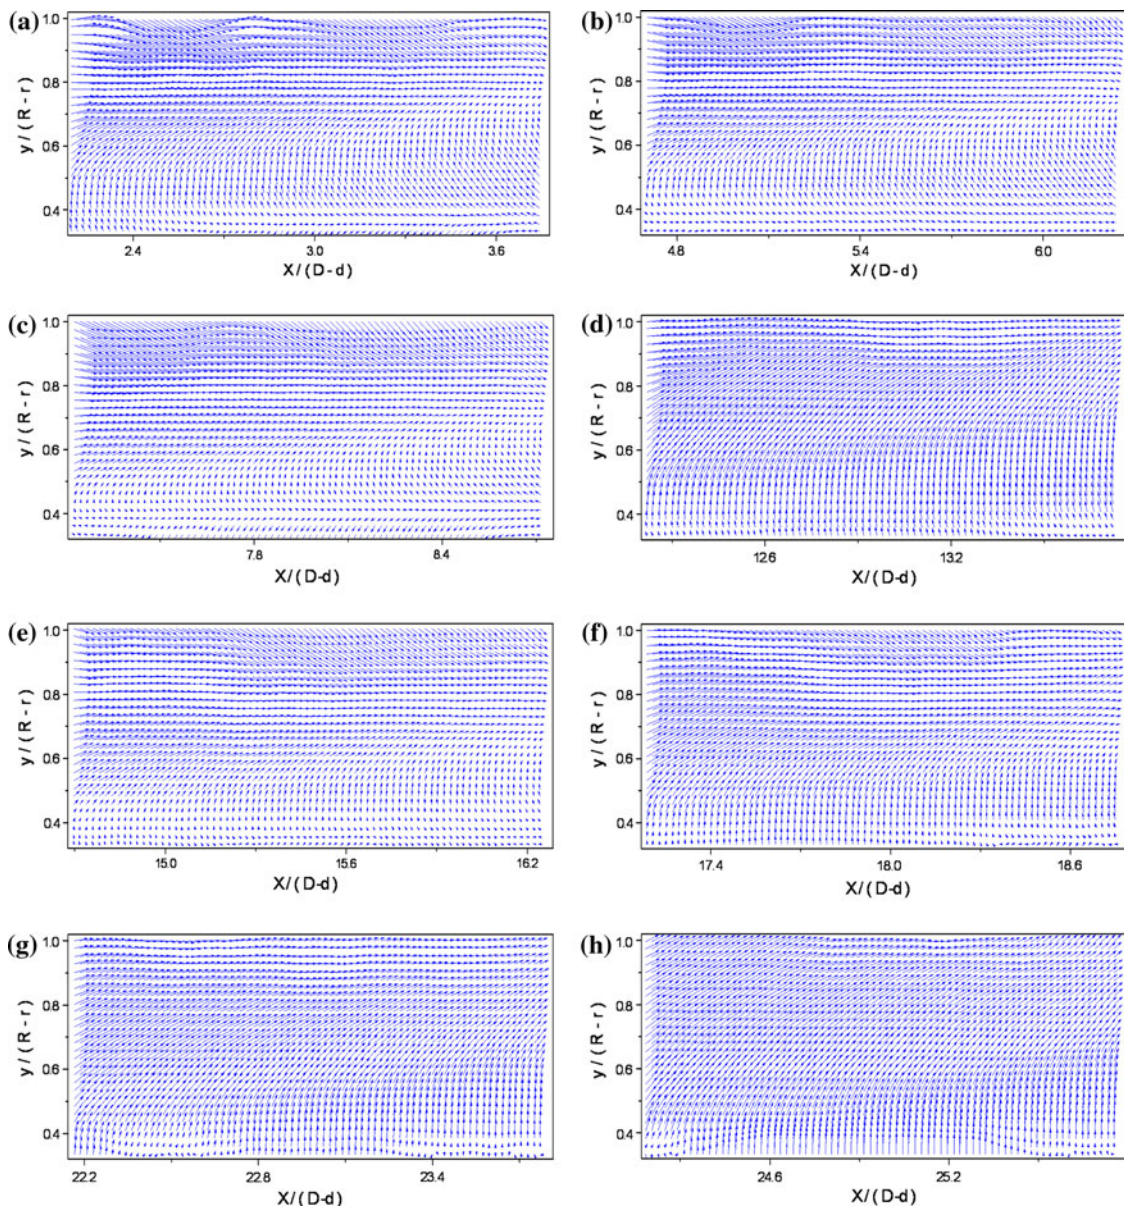 (a)
1.0
0.8
0.6
0.4
y / (R - r)
2.4 3.0 3.6
X / (D - d)
(b)
1.0
0.8
0.6
0.4
y / (R - r)
4.8 5.4 6.0
X / (D - d)
(c)
1.0
0.8
0.6
0.4
y / (R - r)
7.8 8.4
X / (D-d)
(d)
1.0
0.8
0.6
0.4
y / (R - r)
12.6 13.2
X / (D-d)
(e)
1.0
0.8
0.6
0.4
y / (R - r)
15.0 15.6 16.2
X / (D-d)
(f)
1.0
0.8
0.6
0.4
y / (R - r)
17.4 18.0 18.6
X / (D-d)
(g)
1.0
0.8
0.6
0.4
y / (R - r)
22.2 22.8 23.4
X / (D-d)
(h)
1.0
0.8
0.6
0.4
y / (R - r)
24.6 25.2
X / (D-d)